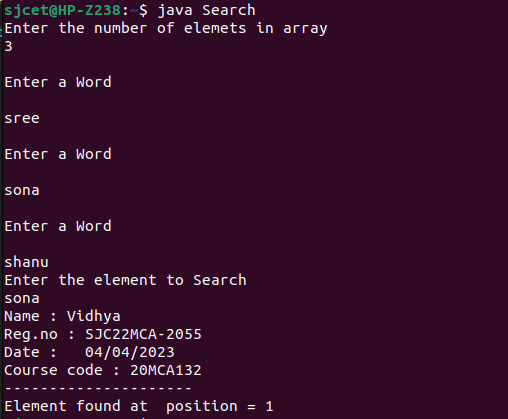 sjcet@HP-Z238:~$ java Search
Enter the number of elemets in array
3
Enter a Word
sree
Enter a Word
sona
Enter a Word
shanu
Enter the element to Search
sona
Name : Vidhya
Reg.no : SJC22MCA-2055
Date :   04/04/2023
Course code : 20MCA132
---------------------
Element found at  position = 1